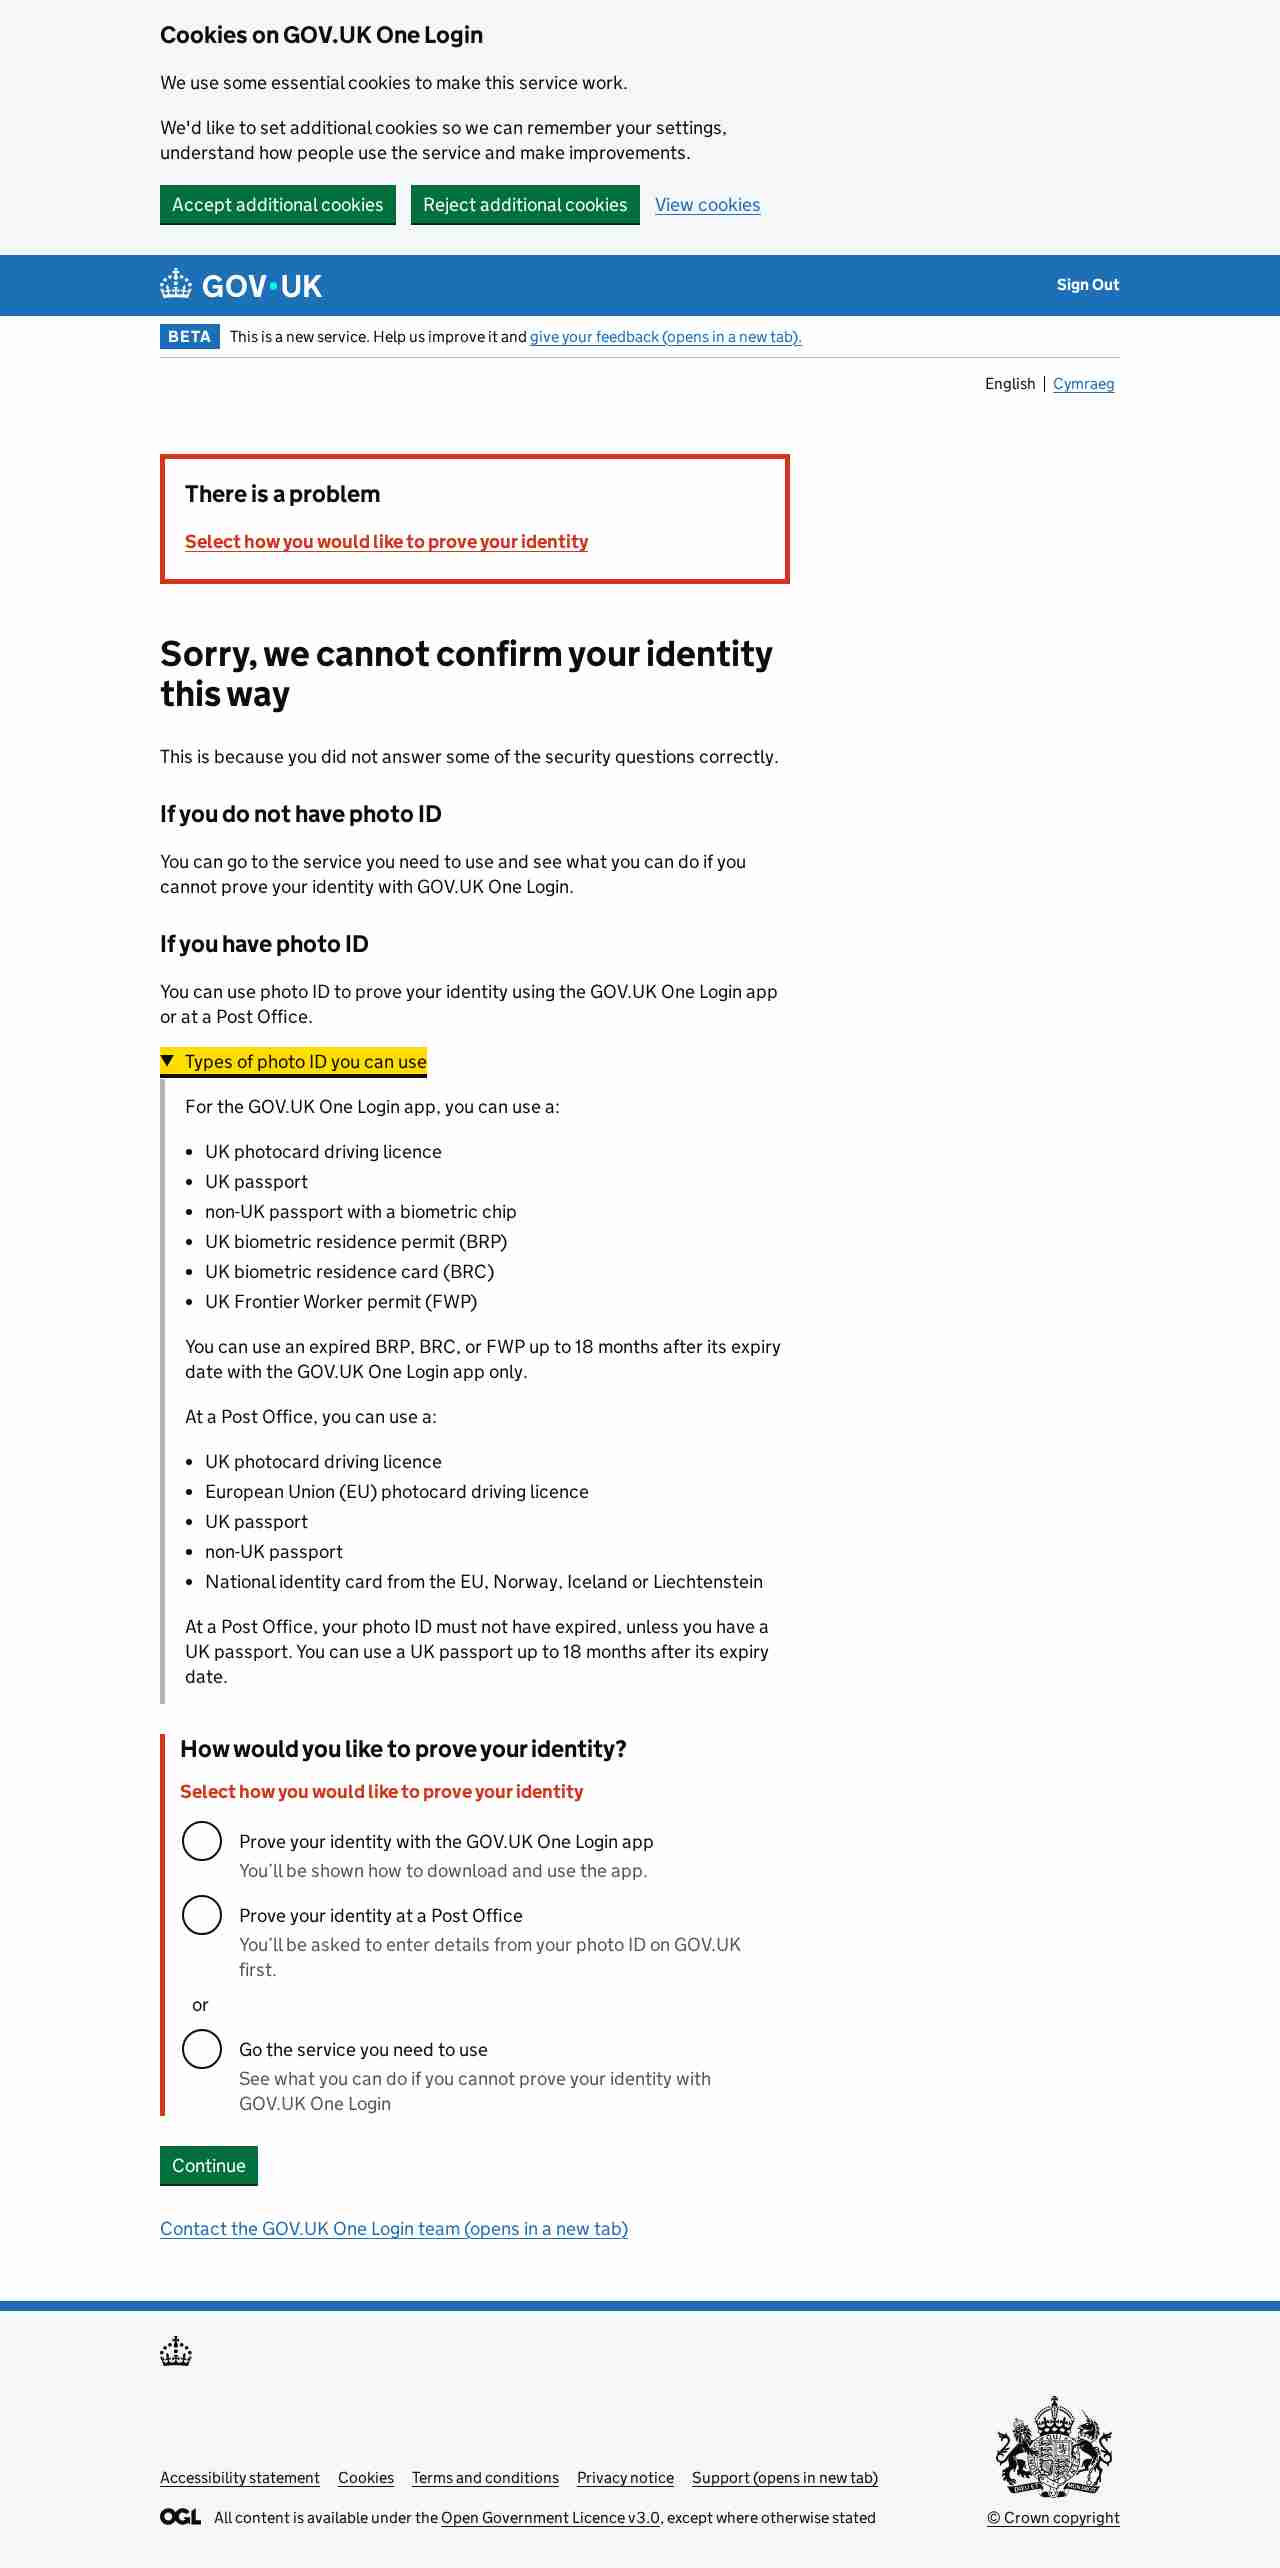 Cookies on GOV.UK One Login
We use some essential cookies to make this service work.
We'd like to set additional cookies so we can remember your settings,
understand how people use the service and make improvements.
Accept additional cookies Reject additional cookies View cookies
GOV·UK Sign Out
BETA This is a new service. Help us improve it and give your feedback (opens in a new tab).
English Cymraeg
There is a problem
Select how you would like to prove your identity
Sorry, we cannot confirm your identity
this way
This is because you did not answer some of the security questions correctly.
If you do not have photo ID
You can go to the service you need to use and see what you can do if you
cannot prove your identity with GOV.UK One Login.
If you have photo ID
You can use photo ID to prove your identity using the GOV.UK One Login app
or at a Post Office.
Types of photo ID you can use
For the GOV.UK One Login app, you can use a:
• UK photocard driving licence
• UK passport
• non-UK passport with a biometric chip
• UK biometric residence permit (BRP)
• UK biometric residence card (BRC)
• UK Frontier Worker permit (FWP)
You can use an expired BRP, BRC, or FWP up to 18 months after its expiry
date with the GOV.UK One Login app only.
At a Post Office, you can use a:
• UK photocard driving licence
• European Union (EU) photocard driving licence
• UK passport
• non-UK passport
• National identity card from the EU, Norway, Iceland or Liechtenstein
At a Post Office, your photo ID must not have expired, unless you have a
UK passport. You can use a UK passport up to 18 months after its expiry
date.
How would you like to prove your identity?
Select how you would like to prove your identity
Prove your identity with the GOV.UK One Login app
You’ll be shown how to download and use the app.
Prove your identity at a Post Office
You’ll be asked to enter details from your photo ID on GOV.UK
first.
or
Go the service you need to use
See what you can do if you cannot prove your identity with
GOV.UK One Login
Continue
Contact the GOV.UK One Login team (opens in a new tab)
Accessibility statement Cookies Terms and conditions Privacy notice Support (opens in new tab)
OGL All content is available under the Open Government Licence v3.0, except where otherwise stated
© Crown copyright